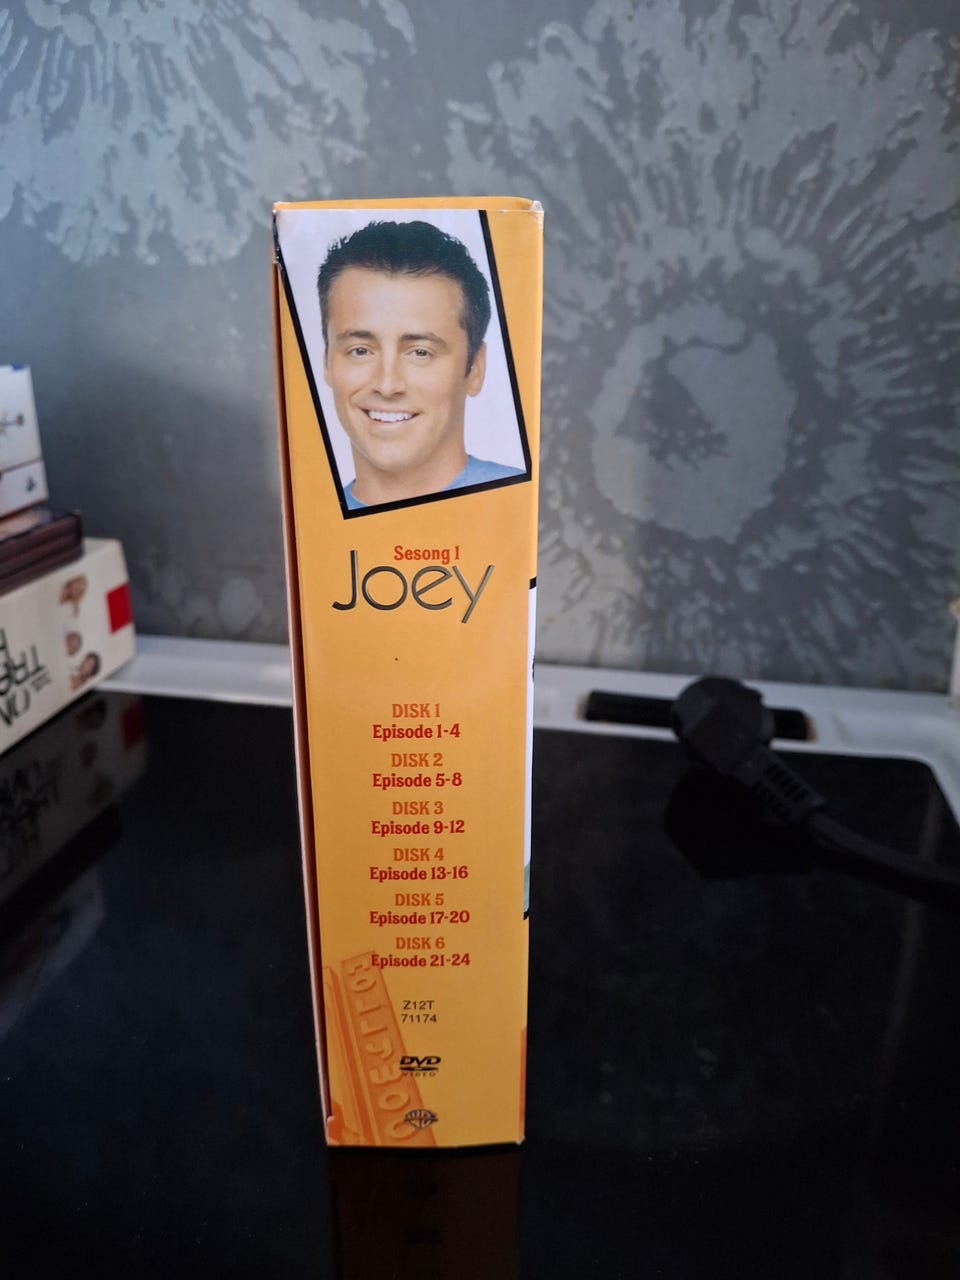 Sesong 1
Joey
DISK 1
Episode 1-4
DISK 2
Episode 5-8
DISK 3
Episode 9-12
DISK 4
Episode 13-16
DISK 5
Episode 17-20
DISK 6
Episode 21-24
Z12T
71174
DVD
VIDEO